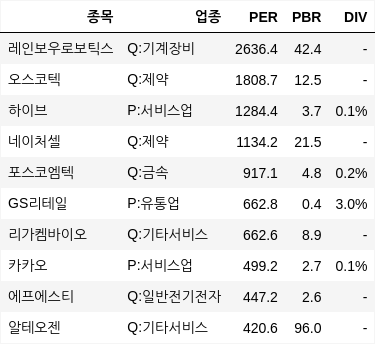 종목 업종 PER PBR DIV
레인보우로보틱스 Q:기계장비 2636.4 42.4 -
오스코텍 Q:제약 1808.7 12.5 -
하이브 P:서비스업 1284.4 3.7 0.1%
네이처셀 Q:제약 1134.2 21.5 -
포스코엠텍 Q:금속 917.1 4.8 0.2%
GS리테일 P:유통업 662.8 0.4 3.0%
리가켐바이오 Q:기타서비스 662.6 8.9 -
카카오 P:서비스업 499.2 2.7 0.1%
에프에스티 Q:일반전기전자 447.2 2.6 -
알테오젠 Q:기타서비스 420.6 96.0 -